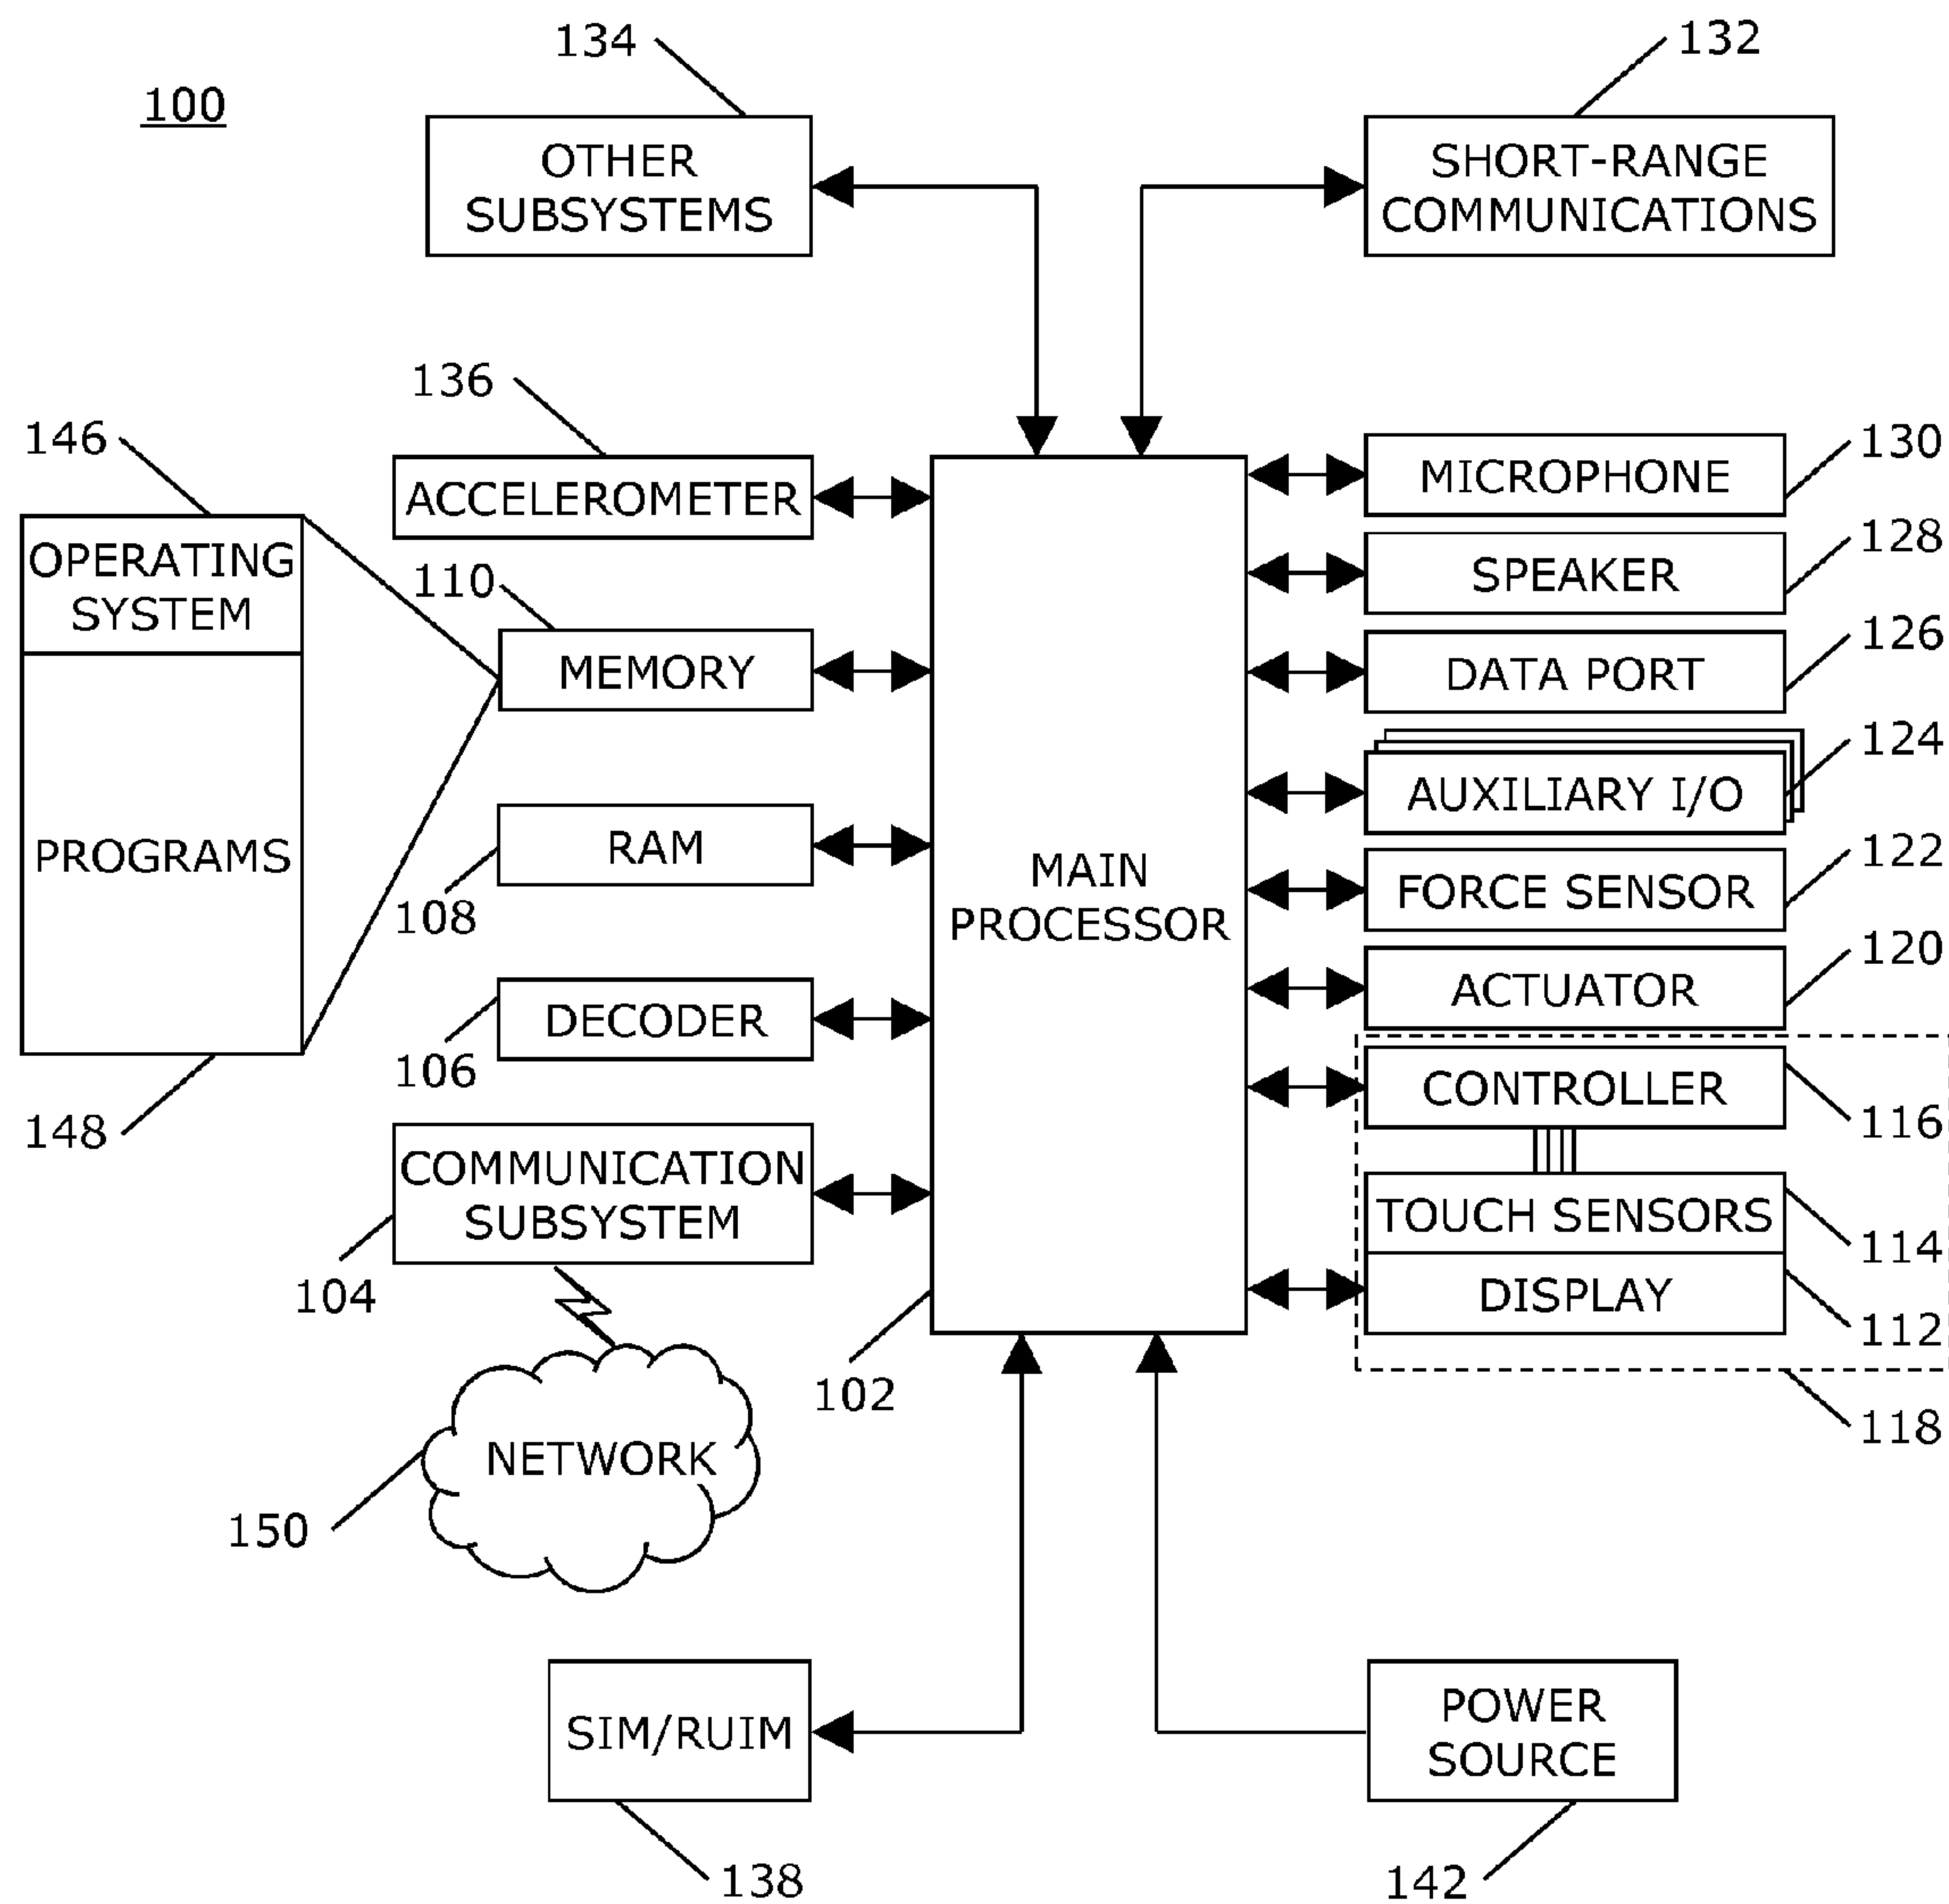 134
132
100
OTHER
SUBSYSTEMS
SHORT-RANGE
COMMUNICATIONS
136
146
ACCELEROMETER
OPERATING
SYSTEM
110
MEMORY
PROGRAMS
RAM
108
DECODER
106
148
COMMUNICATION
SUBSYSTEM
104
NETWORK
150
MAIN
PROCESSOR
102
MICROPHONE
130
SPEAKER
128
DATA PORT
126
AUXILIARY I/O
124
FORCE SENSOR
122
ACTUATOR
120
CONTROLLER
116
TOUCH SENSORS
114
DISPLAY
112
118
SIM/RUIM
138
POWER
SOURCE
142